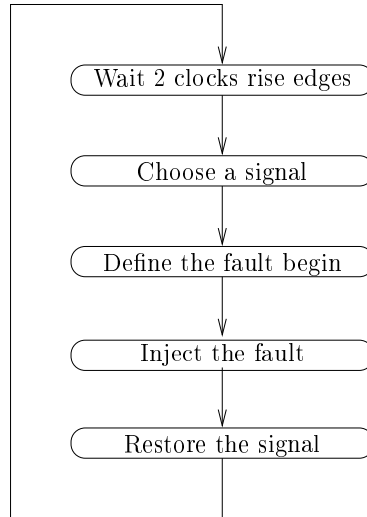 Wait 2 clocks rise edges
Choose a signal
Define the fault begin
Inject the fault
Restore the signal